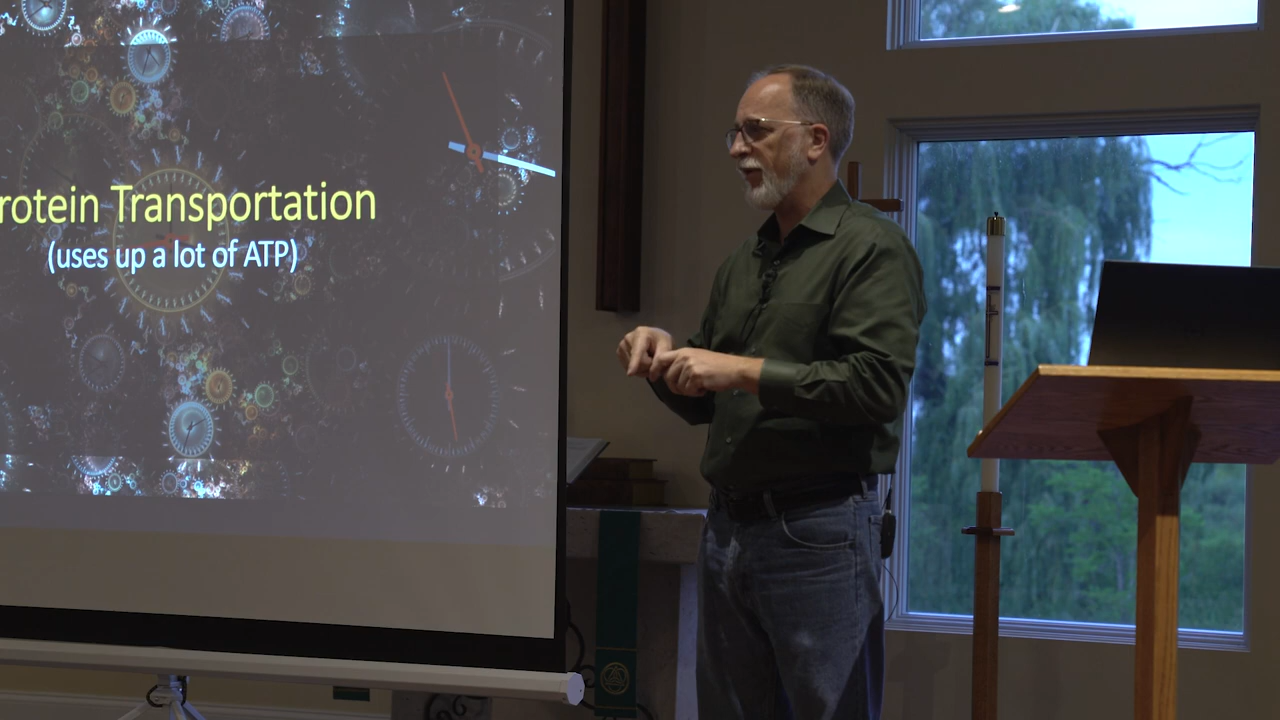 rotein Transportation
(uses up a lot of ATP)